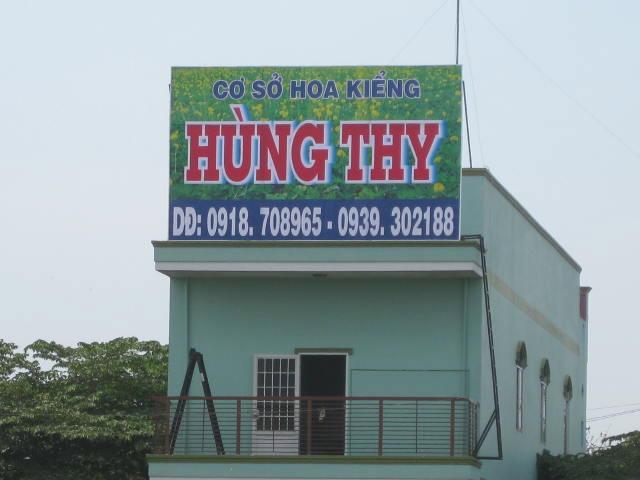 CƠ SỞ HOA KIỂNG
HÙNG THY
DĐ: 0918. 708965 - 0939. 302188